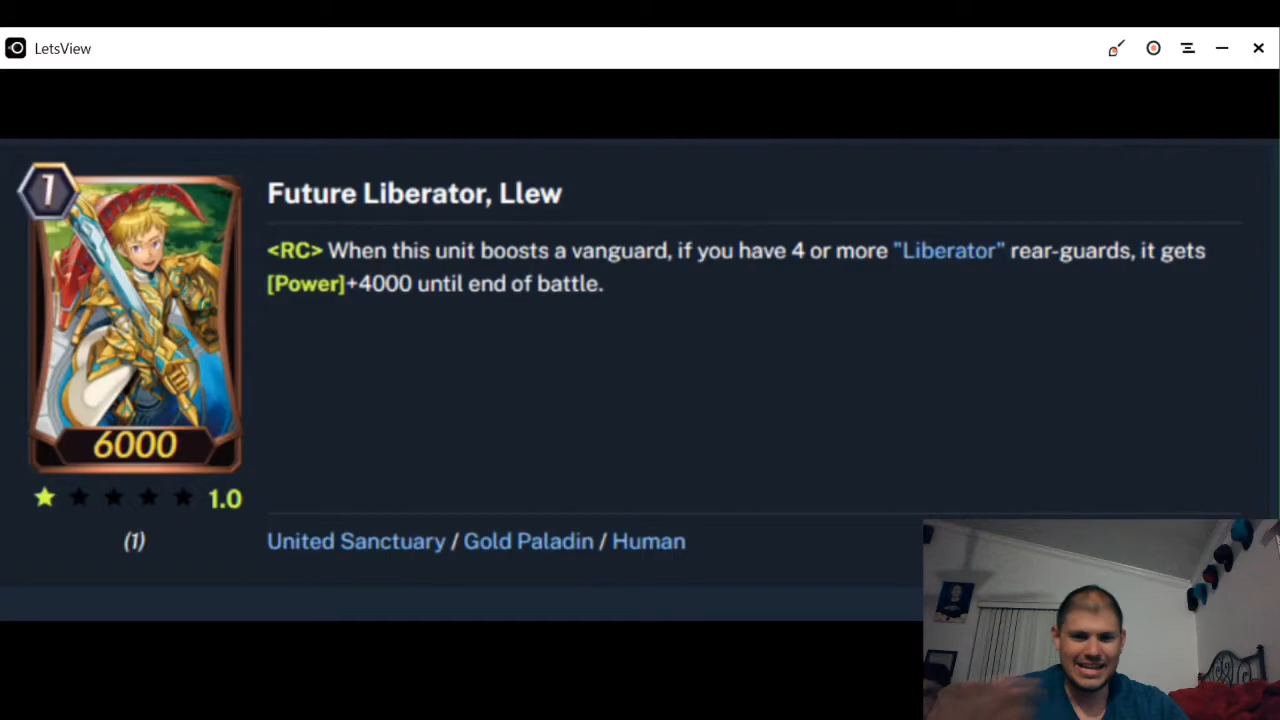 LetsView
1
Future Liberator, Llew
<RC> When this unit boosts a vanguard, if you have 4 or more "Liberator" rear-guards, it gets
[Power]+4000 until end of battle.
6000
1.0
(1)
United Sanctuary / Gold Paladin / Human